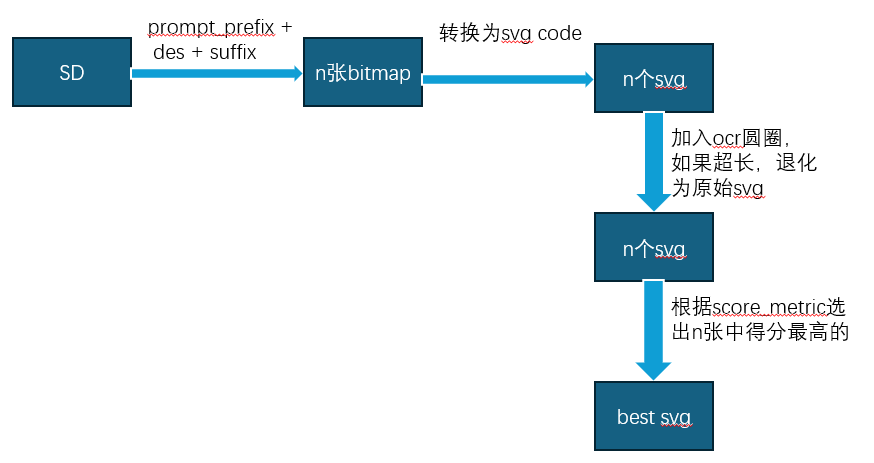 prompt_prefix +
des + suffix
SD
n张bitmap
转换为svg code
n个svg
加入ocr圆圈，
如果超长，退化
为原始svg
n个svg
根据score_metric选
出n张中得分最高的
best svg